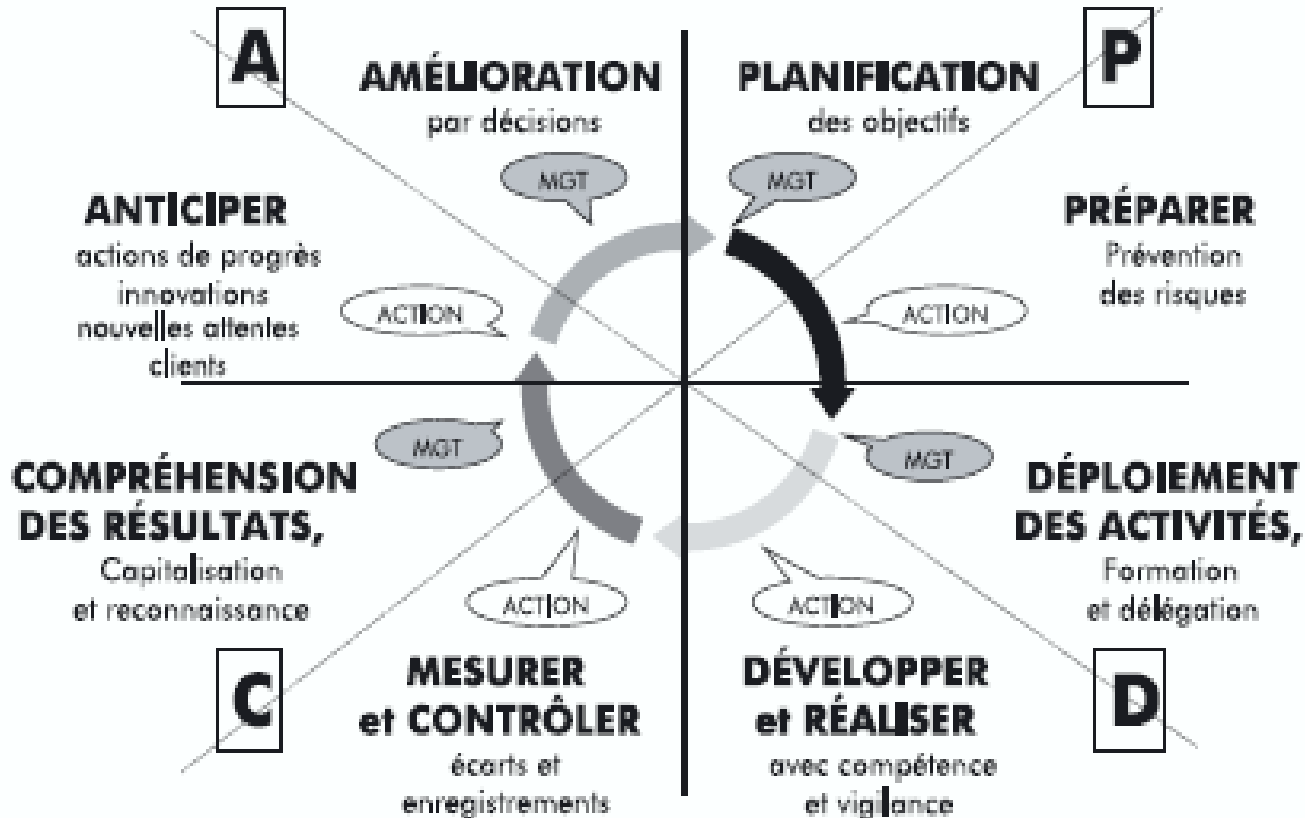 A
AMÉLIORATION
par décisions
MGT
PLANIFICATION
des objectifs
MGT
P
ANTICIPER
actions de progrès
innovations
nouvelles attentes
clients
ACTION
PRÉPARER
Prévention
des risques
ACTION
COMPRÉHENSION
DES RÉSULTATS,
Capitalisation
et reconnaissance
MGT
DÉPLOIEMENT
DES ACTIVITÉS,
Formation
et délégation
MGT
C
MESURER
et CONTRÔLER
écarts et
enregistrements
ACTION
DÉVELOPPER
et RÉALISER
avec compétence
et vigilance
ACTION
D